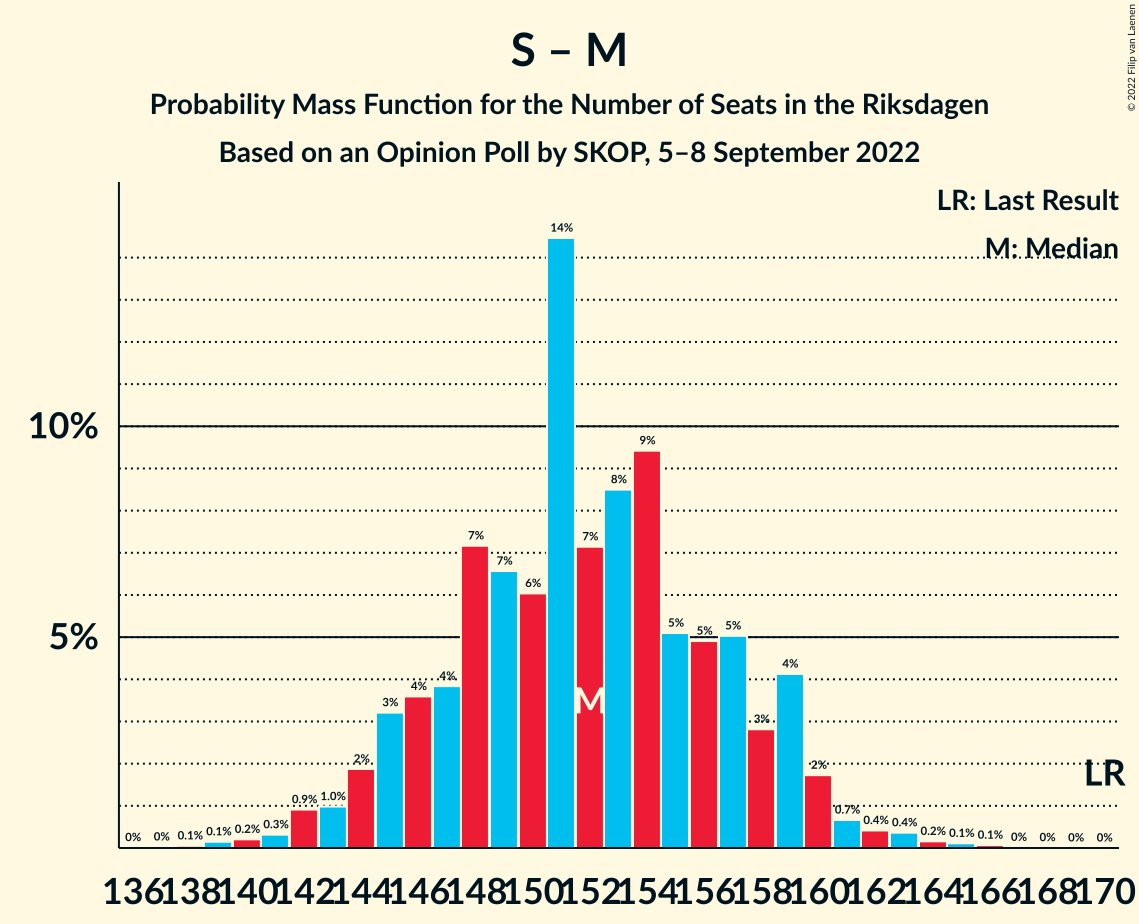 S – M
Probability Mass Function for the Number of Seats in the Riksdagen
Based on an Opinion Poll by SKOP, 5–8 September 2022
© 2022 Filip van Laenen
LR: Last Result
M: Median
14%
10%
9%
8%
7%
7%
7%
6%
5%
5%
5%
5%
4%
4%
4%
3%
3%
2%
2%
M
LR
0% 0% 0.1% 0.1% 0.2% 0.3% 0.9% 1.0% 0.7% 0.4% 0.4% 0.2% 0.1% 0.1% 0% 0% 0% 0%
136 138 140 142 144 146 148 150 152 154 156 158 160 162 164 166 168 170